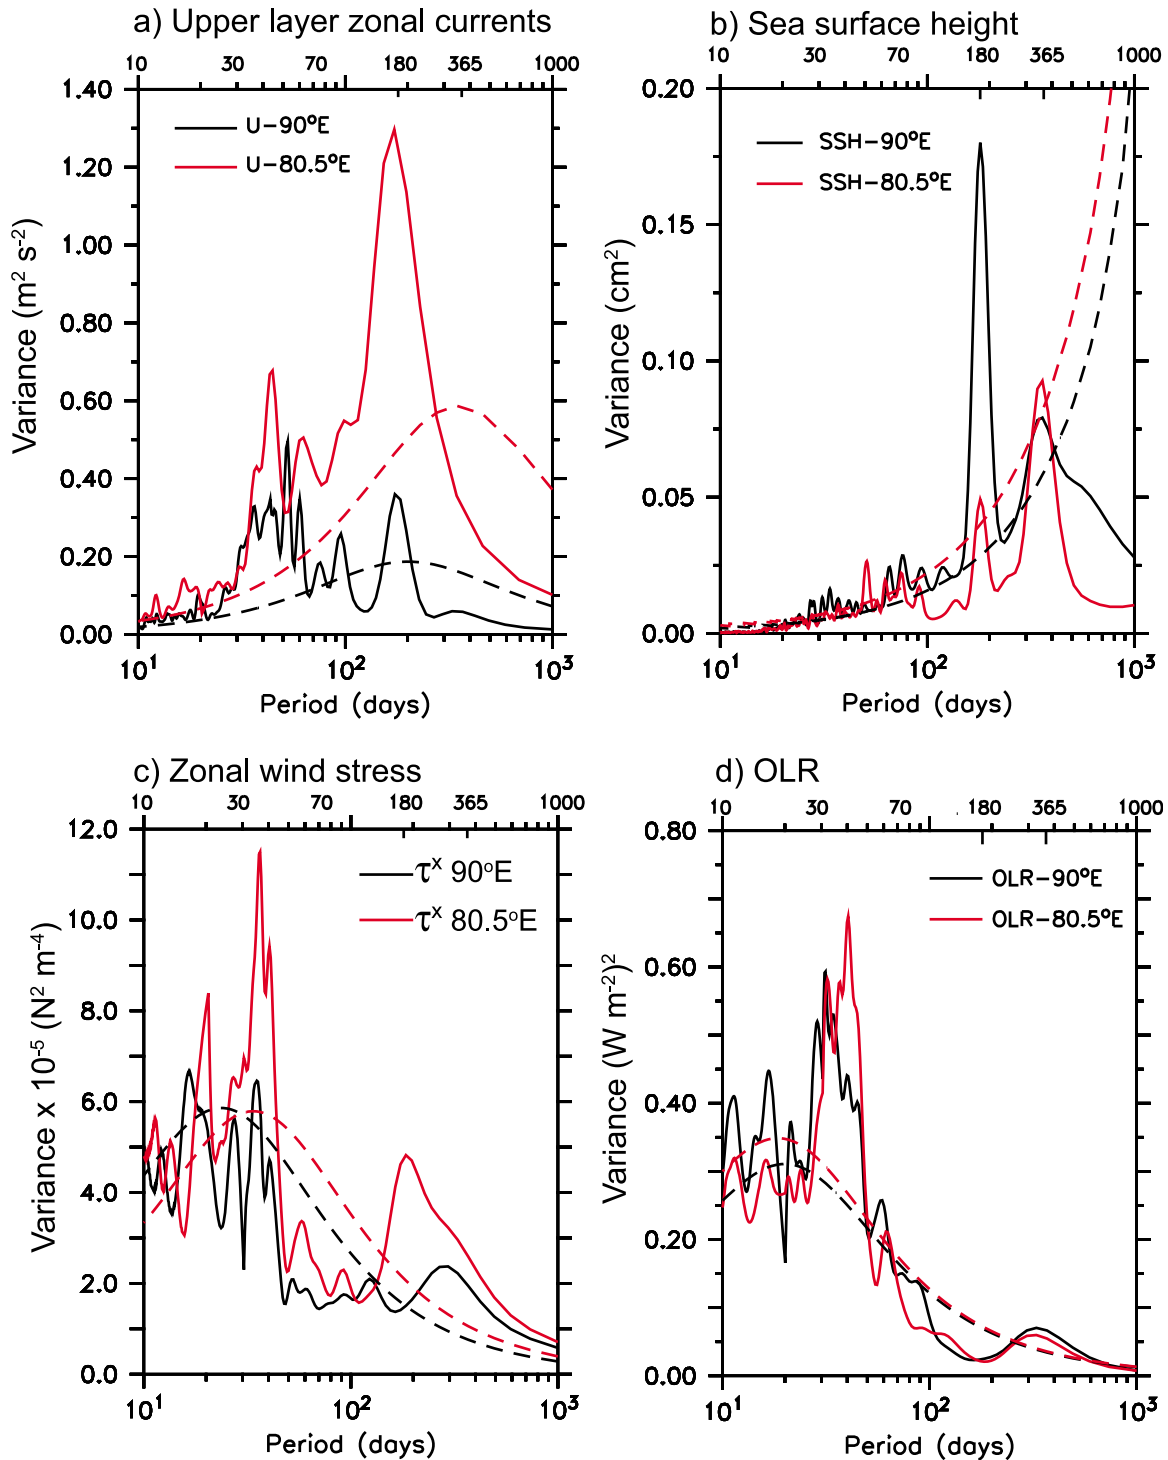 a) Upper layer zonal currents
10 30 70 180 365 1000
1.40
1.20
1.00
0.80
0.60
0.40
0.20
0.00
Variance (m² s⁻²)
U-90°E
U-80.5°E
10¹ 10² 10³
Period (days)
b) Sea surface height
10 30 70 180 365 1000
0.20
0.15
0.10
0.05
0.00
Variance (cm²)
SSH-90°E
SSH-80.5°E
10¹ 10² 10³
Period (days)
c) Zonal wind stress
10 30 70 180 365 1000
12.0
10.0
8.0
6.0
4.0
2.0
0.0
Variance x 10⁻⁵ (N² m⁻⁴)
τˣ 90°E
τˣ 80.5°E
10¹ 10² 10³
Period (days)
d) OLR
10 30 70 180 365 1000
0.80
0.60
0.40
0.20
0.00
Variance (W m⁻²)²
OLR-90°E
OLR-80.5°E
10¹ 10² 10³
Period (days)